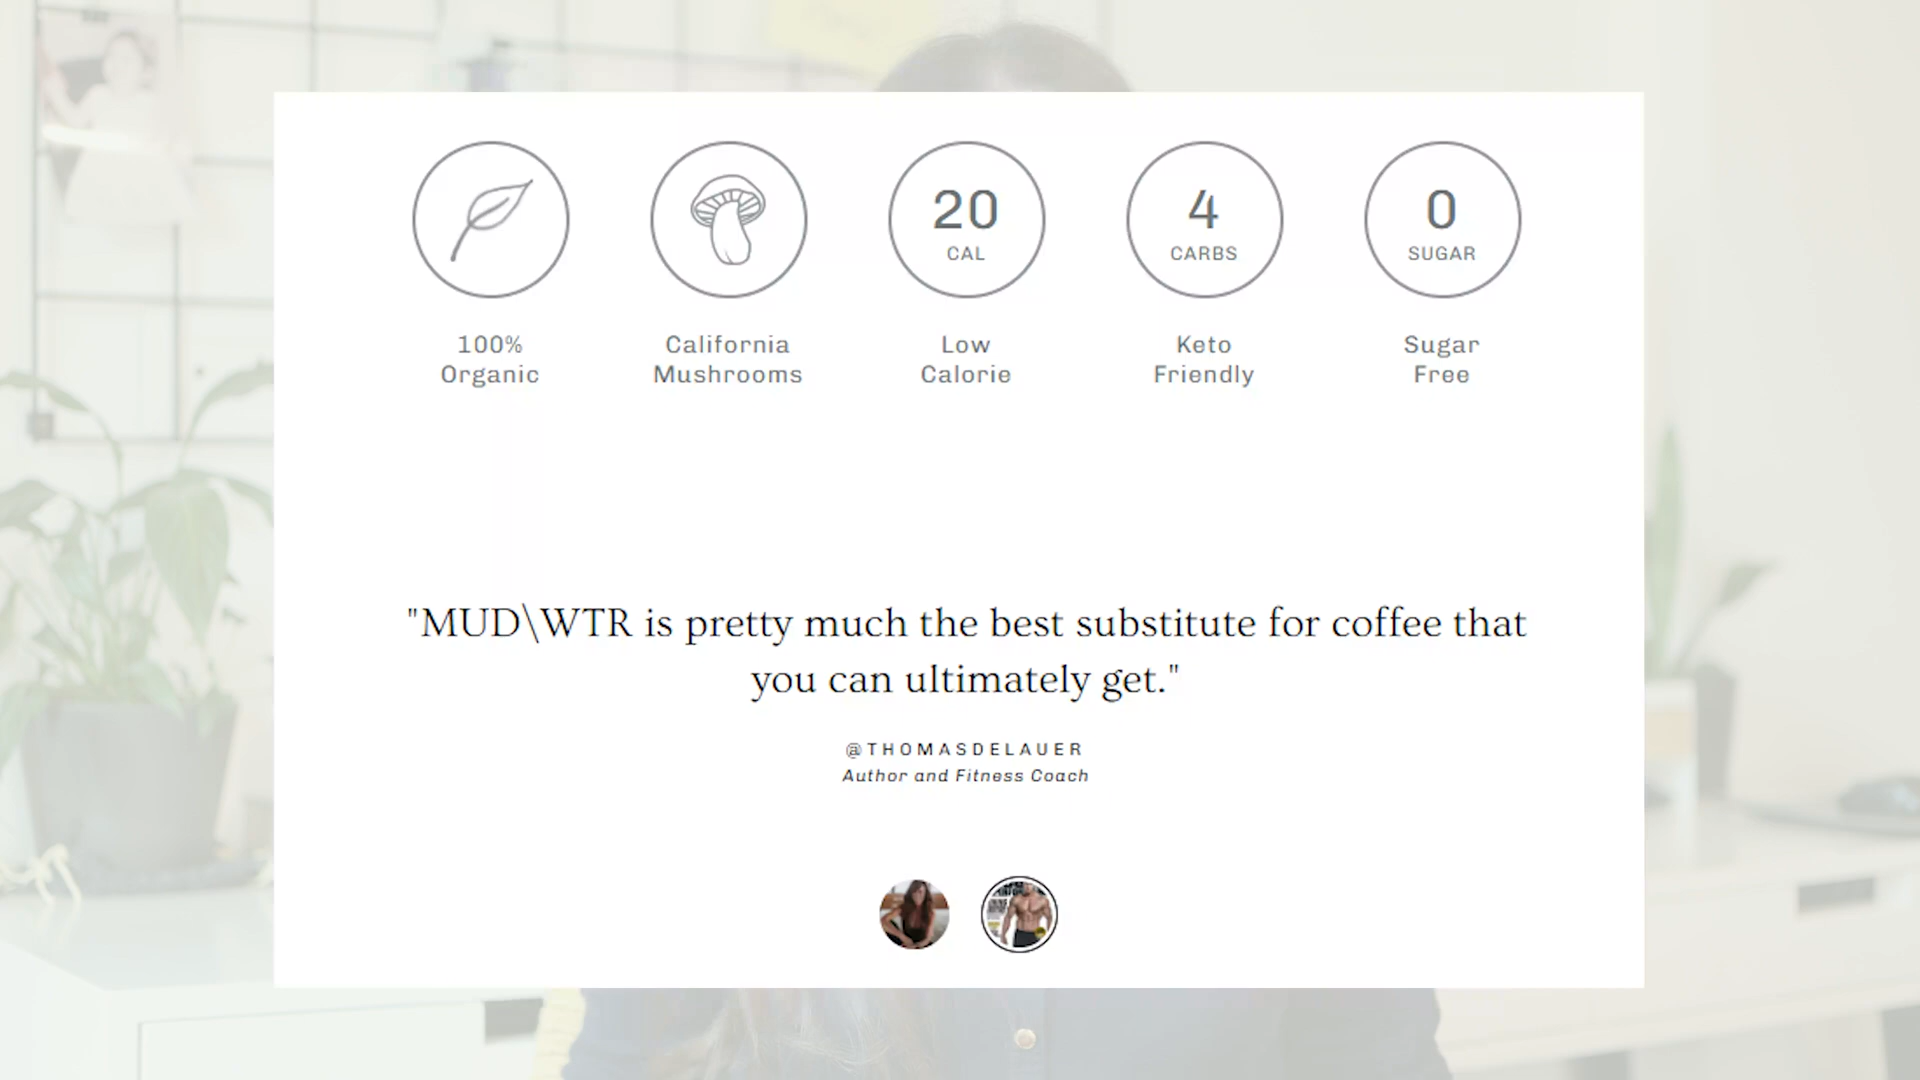 20
CAL
4
CARBS
0
SUGAR
100%
Organic
California
Mushrooms
Low
Calorie
Keto
Friendly
Sugar
Free
"MUD\WTR is pretty much the best substitute for coffee that
you can ultimately get."
@THOMASDELAUER
Author and Fitness Coach